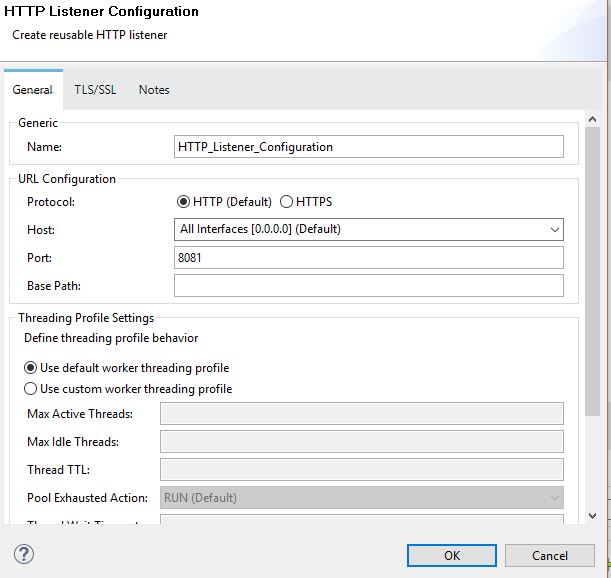 HTTP Listener Configuration
Create reusable HTTP listener
General TLS/SSL Notes
Generic
Name: HTTP_Listener_Configuration
URL Configuration
Protocol: HTTP (Default) HTTPS
Host: All Interfaces [0.0.0.0] (Default)
Port: 8081
Base Path:
Threading Profile Settings
Define threading profile behavior
Use default worker threading profile
Use custom worker threading profile
Max Active Threads:
Max Idle Threads:
Thread TTL:
Pool Exhausted Action: RUN (Default)
? OK Cancel